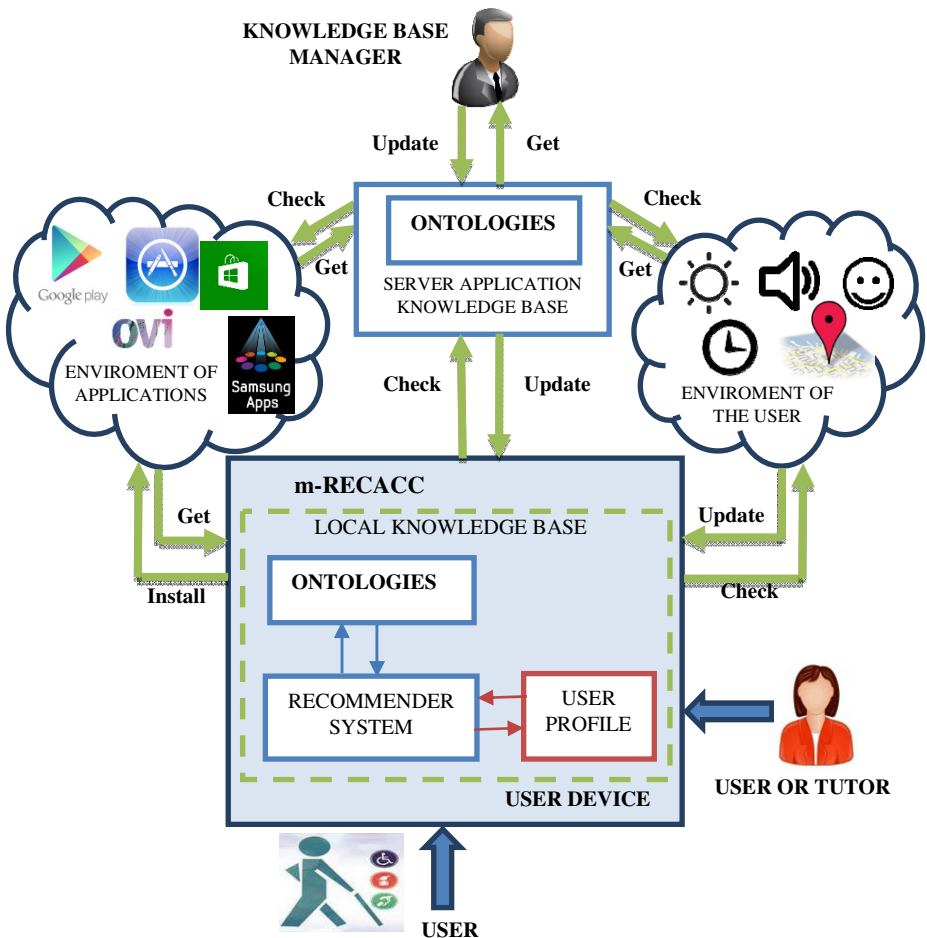 KNOWLEDGE BASE
MANAGER
Update
Get
Check
Check
ONTOLOGIES
Get
Get
SERVER APPLICATION
KNOWLEDGE BASE
Google play
ovi
Samsung
Apps
ENVIROMENT OF
APPLICATIONS
ENVIROMENT OF
THE USER
Check
Update
m-RECACC
Get
Update
LOCAL KNOWLEDGE BASE
ONTOLOGIES
Install
Check
RECOMMENDER
SYSTEM
USER
PROFILE
USER DEVICE
USER OR TUTOR
USER